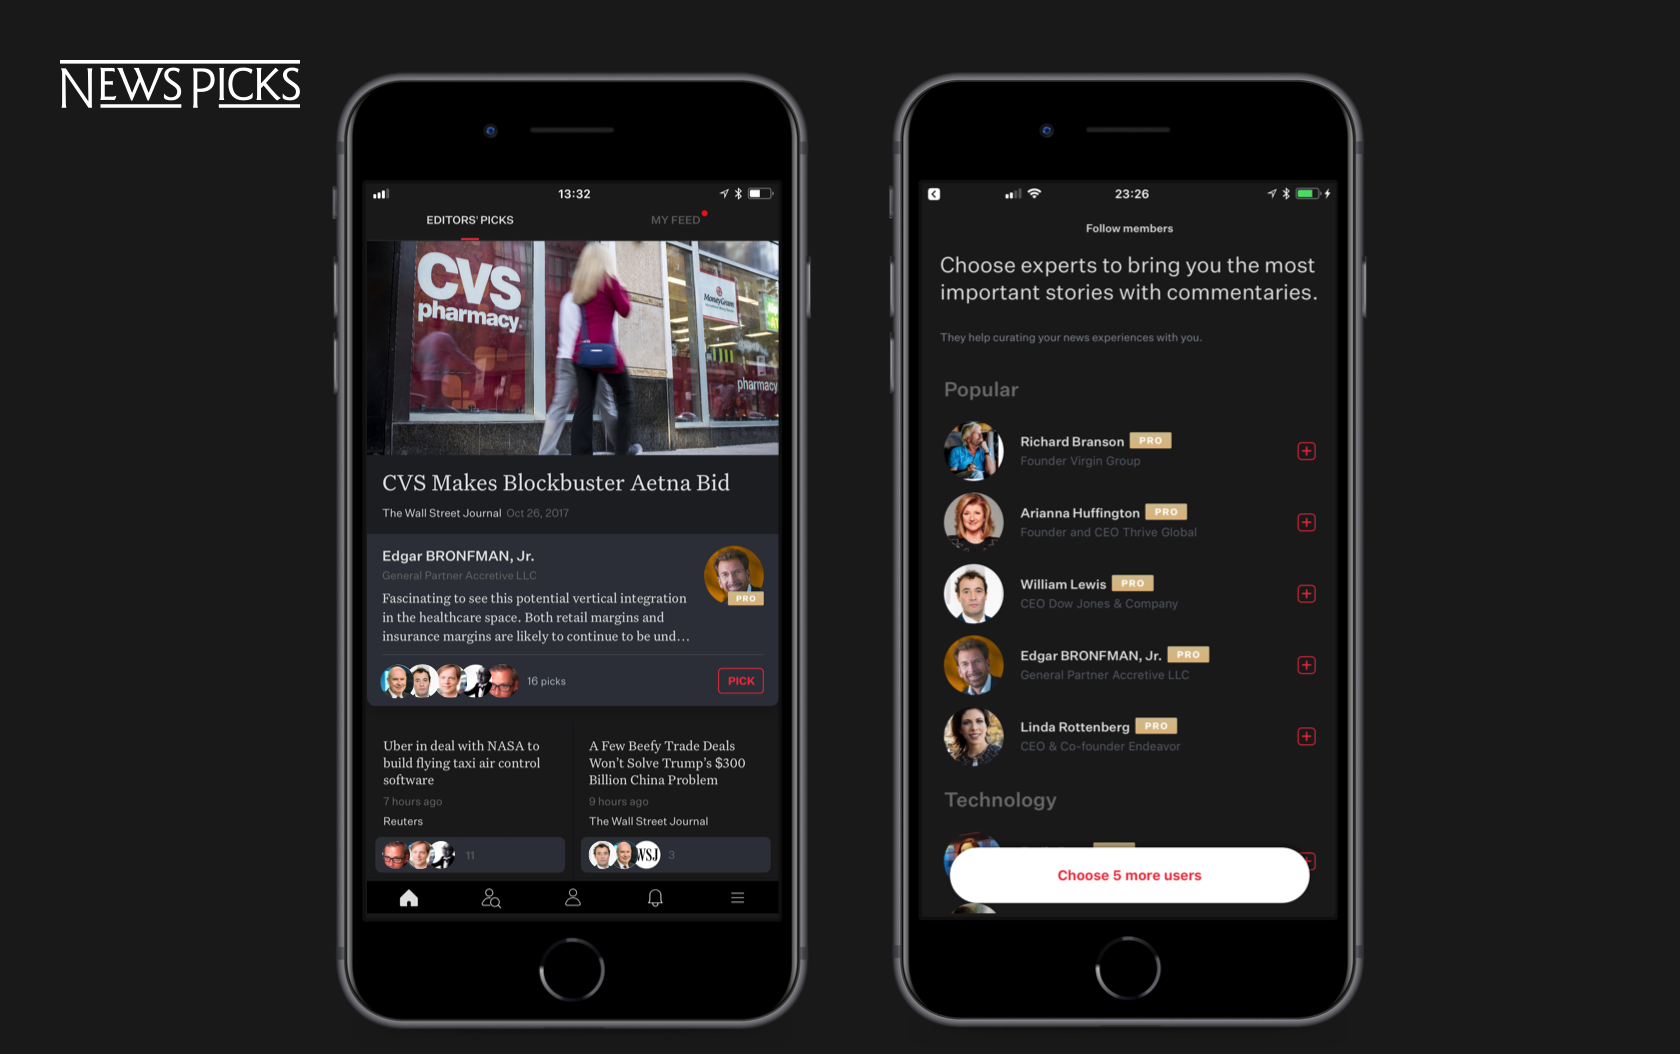 NEWSPICKS
13:32
EDITORS' PICKS
MY FEED
CVS
pharmacy
MoneyGram
pharmacy
CVS Makes Blockbuster Aetna Bid
The Wall Street Journal Oct 26, 2017
Edgar BRONFMAN, Jr.
General Partner Accretive LLC
PRO
Fascinating to see this potential vertical integration
in the healthcare space. Both retail margins and
insurance margins are likely to continue to be und...
16 picks
PICK
Uber in deal with NASA to
build flying taxi air control
software
7 hours ago
Reuters
11
A Few Beefy Trade Deals
Won't Solve Trump's $300
Billion China Problem
9 hours ago
The Wall Street Journal
WSJ
3
23:26
Follow members
Choose experts to bring you the most
important stories with commentaries.
They help curating your news experiences with you.
Popular
Richard Branson PRO
Founder Virgin Group
Arianna Huffington PRO
Founder and CEO Thrive Global
William Lewis PRO
CEO Dow Jones & Company
Edgar BRONFMAN, Jr. PRO
General Partner Accretive LLC
Linda Rottenberg PRO
CEO & Co-founder Endeavor
Technology
Choose 5 more users